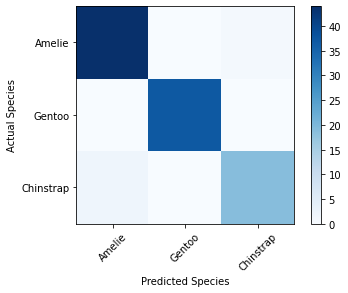 Amelie
Gentoo
Chinstrap
Actual Species
Amelie
Gentoo
Chinstrap
Predicted Species
40
35
30
25
20
15
10
5
0